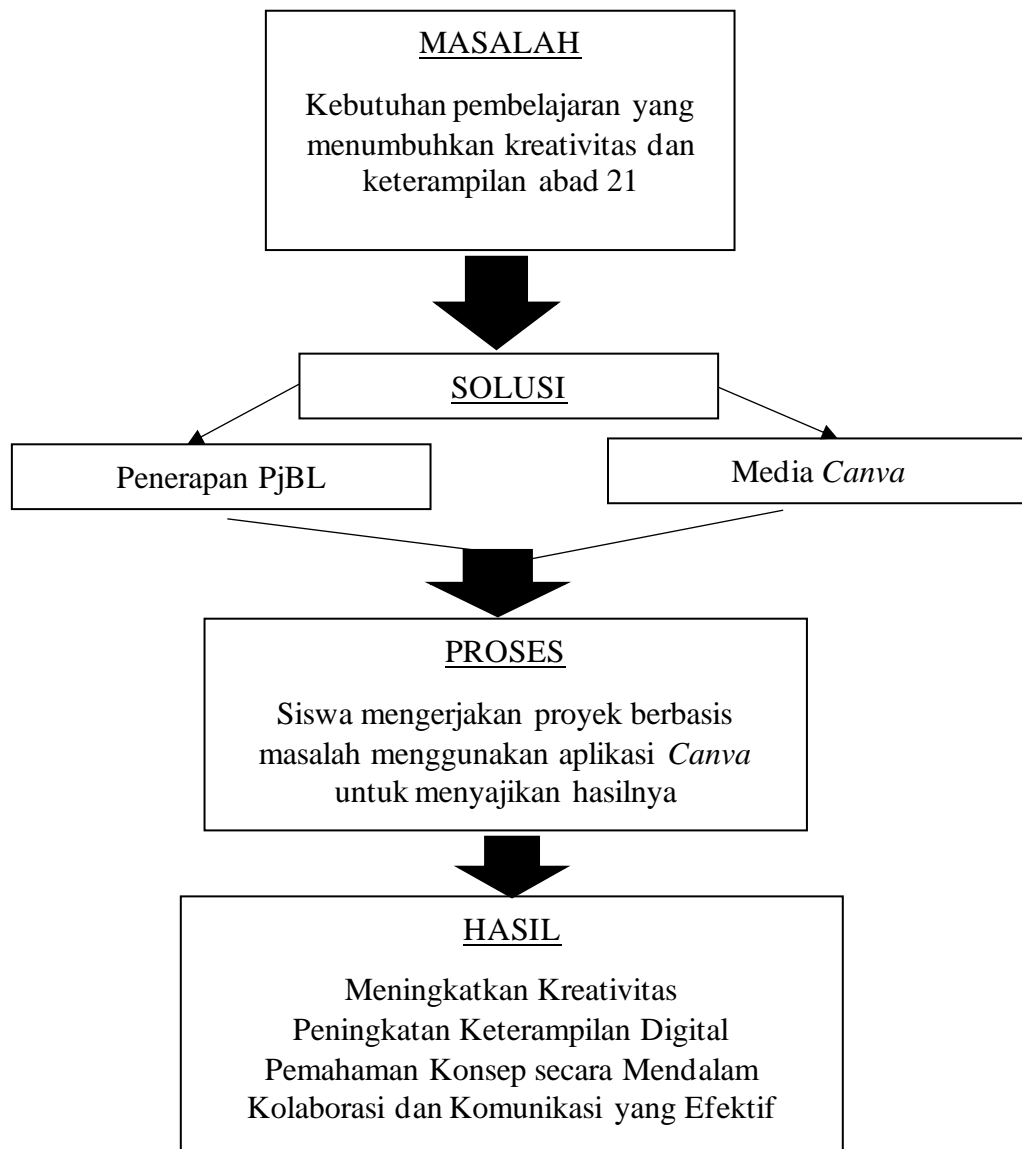 MASALAH
Kebutuhan pembelajaran yang
menumbuhkan kreativitas dan
keterampilan abad 21
SOLUSI
Penerapan PjBL
Media Canva
PROSES
Siswa mengerjakan proyek berbasis
masalah menggunakan aplikasi Canva
untuk menyajikan hasilnya
HASIL
Meningkatkan Kreativitas
Peningkatan Keterampilan Digital
Pemahaman Konsep secara Mendalam
Kolaborasi dan Komunikasi yang Efektif